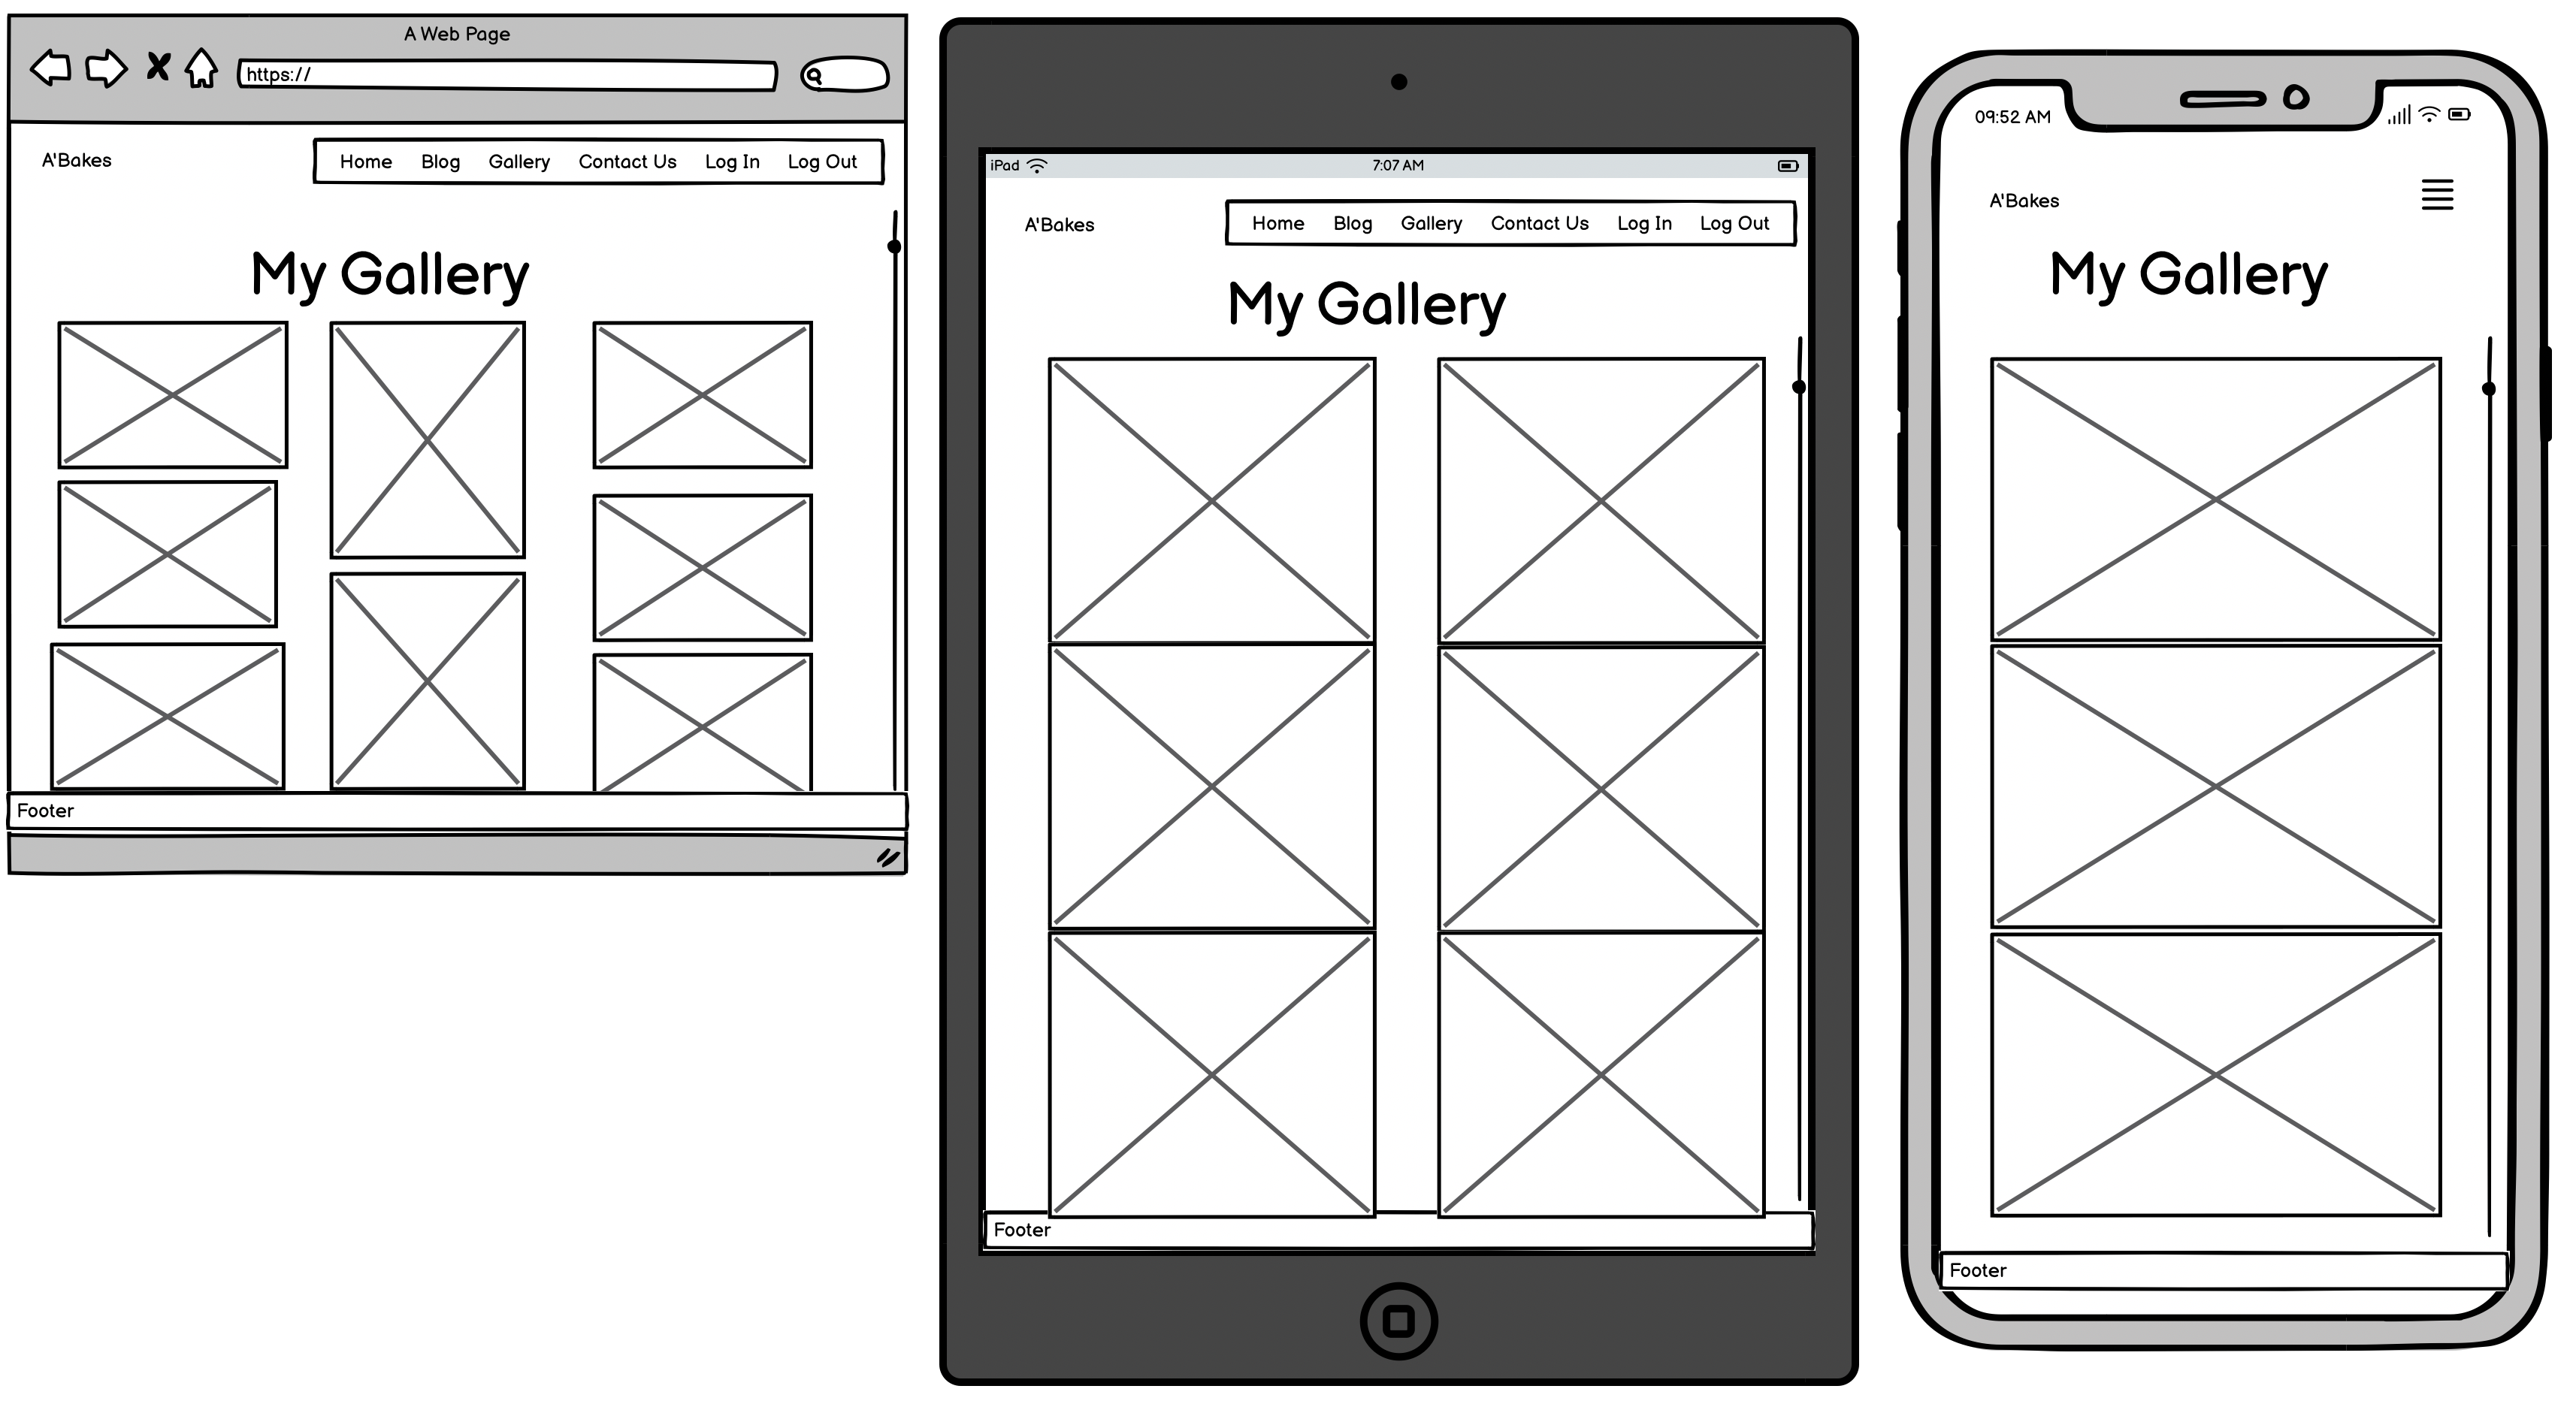 A Web Page
https://
A'Bakes
Home Blog Gallery Contact Us Log In Log Out
My Gallery
Footer
iPad 7:07 AM
A'Bakes
Home Blog Gallery Contact Us Log In Log Out
My Gallery
Footer
09:52 AM
A'Bakes
My Gallery
Footer